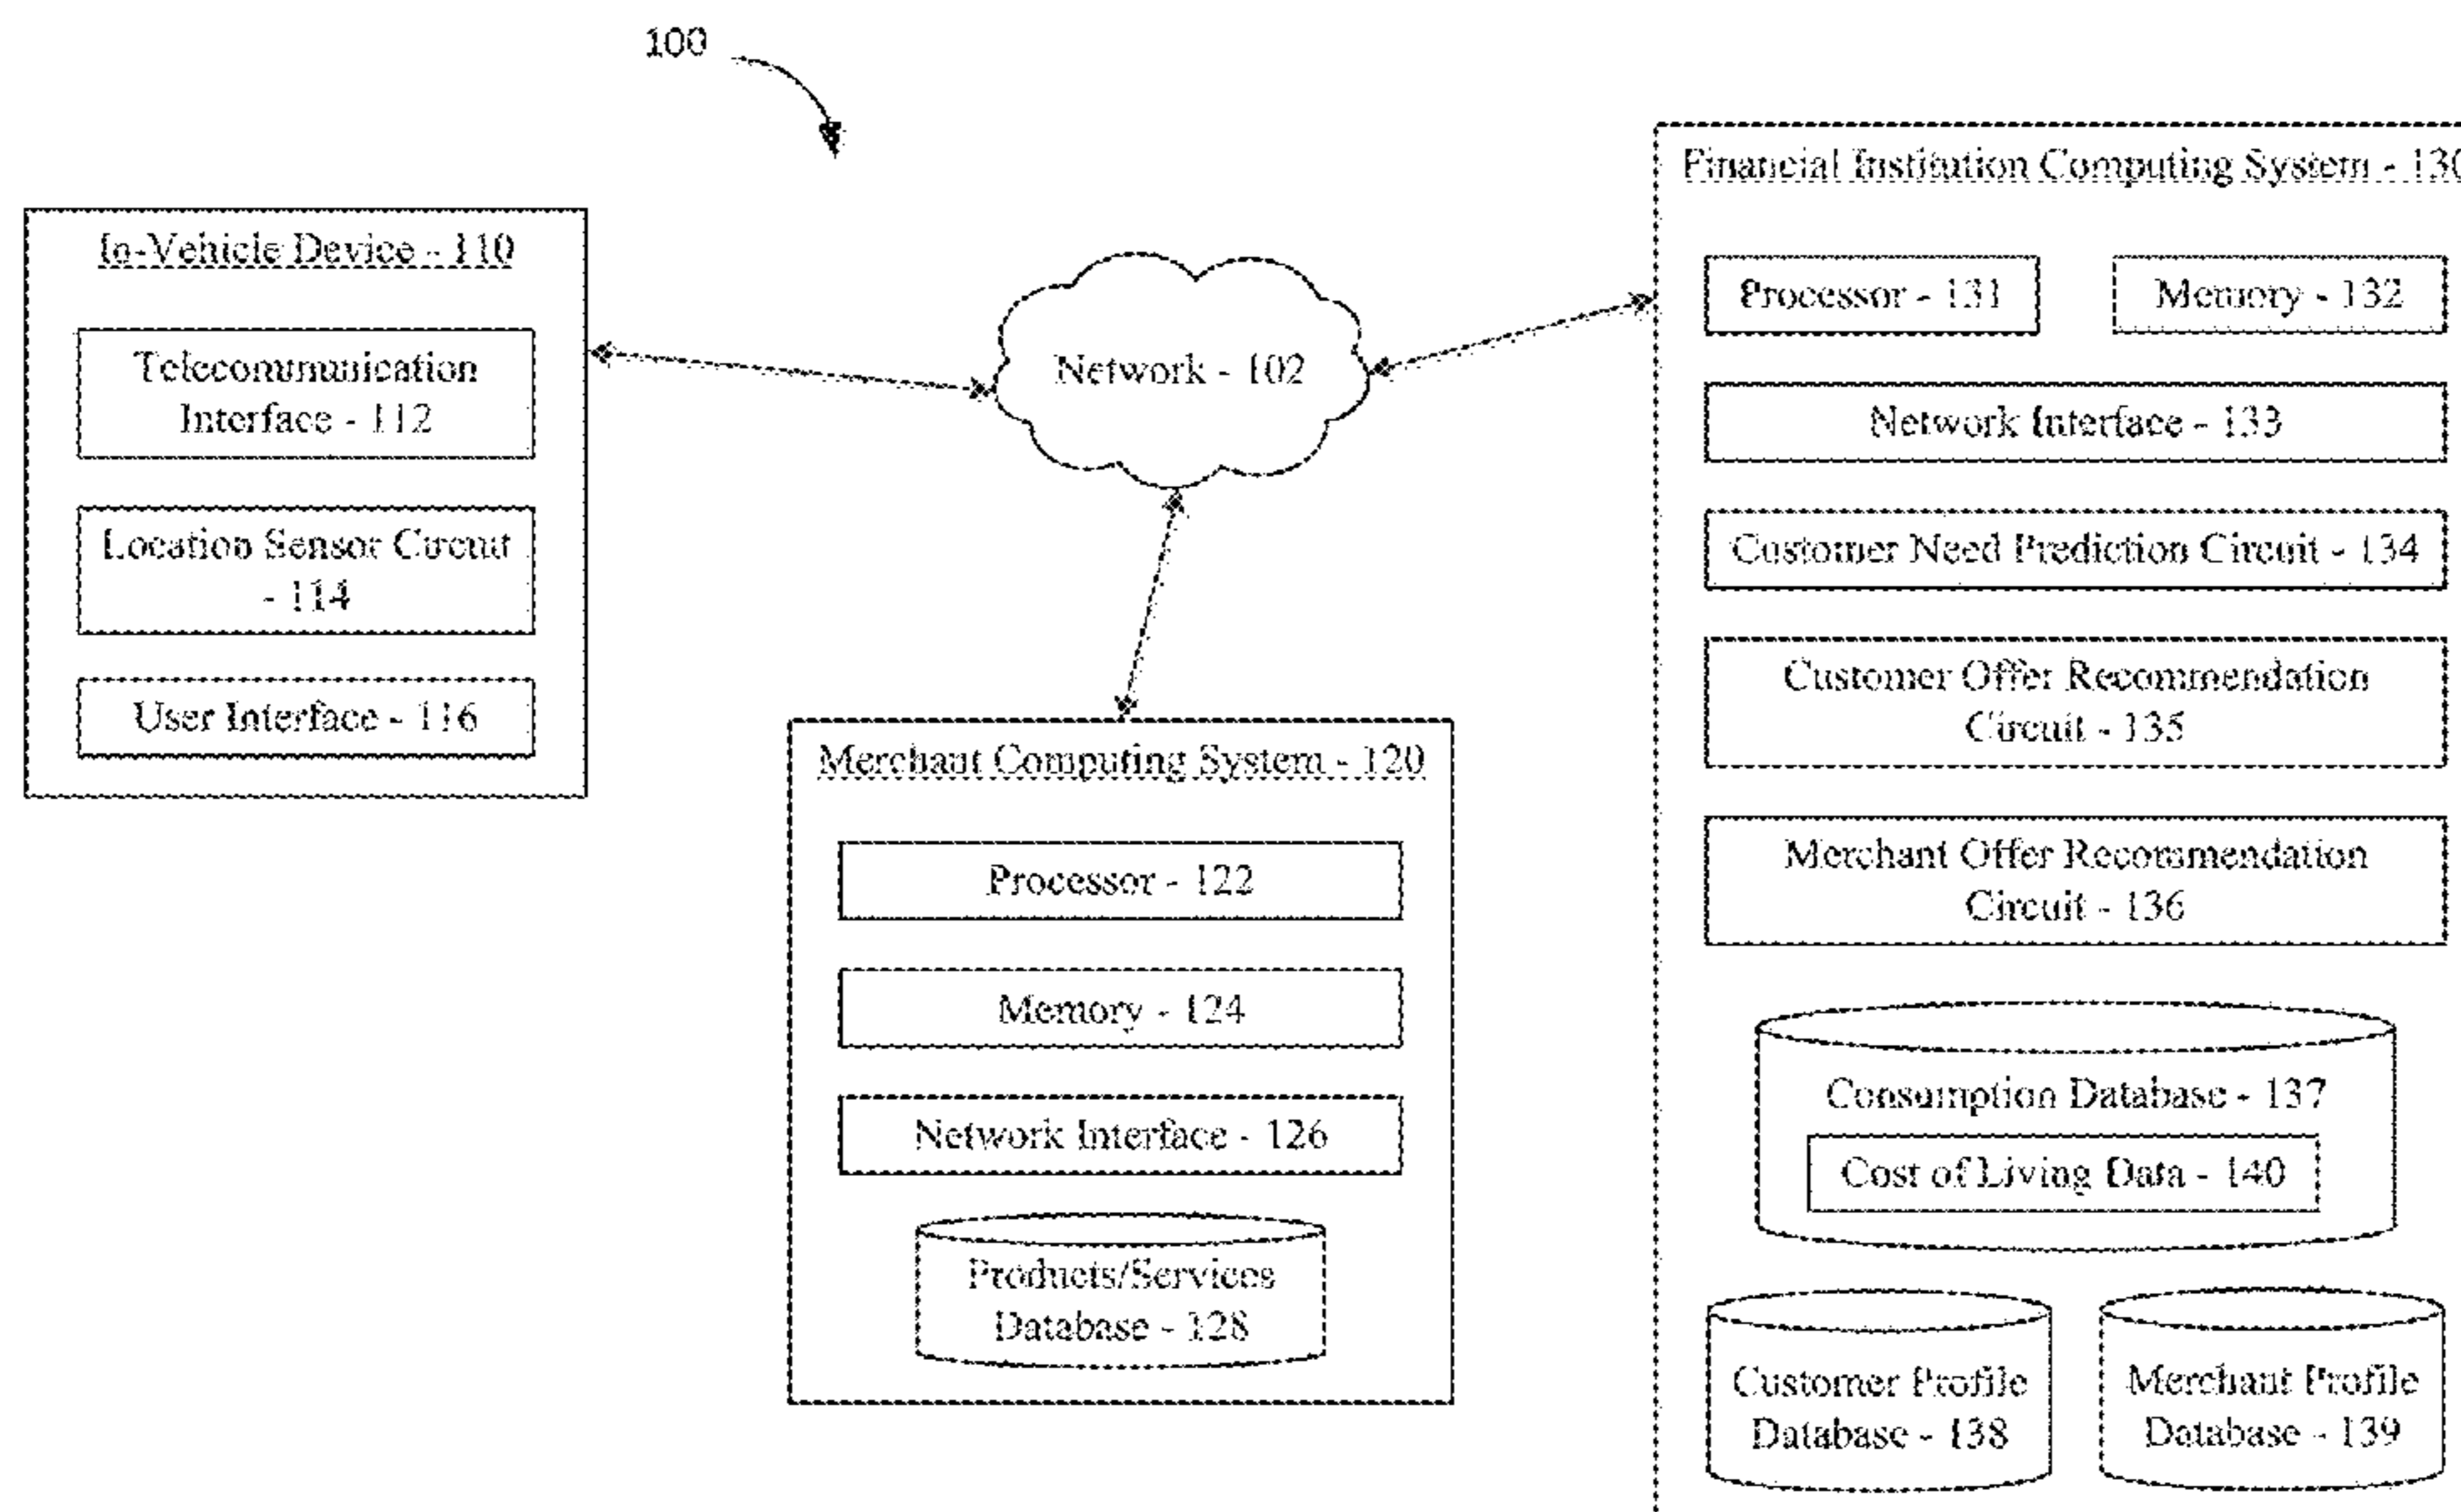 100
In-Vehicle Device - 110
Telecommunication
Interface - 112
Location Sensor Circuit
- 114
User Interface - 116
Network - 102
Merchant Computing System - 120
Processor - 122
Memory - 124
Network Interface - 126
Products/Services
Database - 128
Financial Institution Computing System - 130
Processor - 131
Memory - 132
Network Interface - 133
Customer Need Prediction Circuit - 134
Customer Offer Recommendation
Circuit - 135
Merchant Offer Recommendation
Circuit - 136
Consumption Database - 137
Cost of Living Data - 140
Customer Profile
Database - 138
Merchant Profile
Database - 139